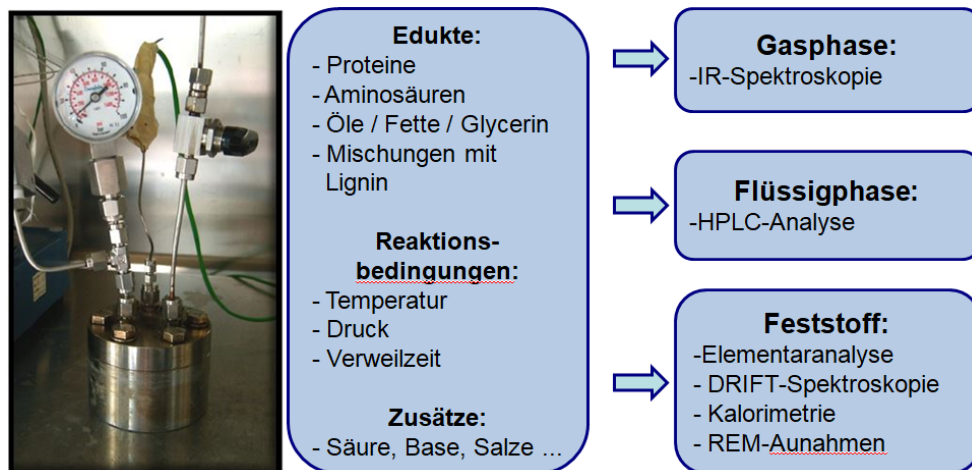 Edukte:
- Proteine
- Aminosäuren
- Öle / Fette / Glycerin
- Mischungen mit
Lignin
Reaktions-
bedingungen:
- Temperatur
- Druck
- Verweilzeit
Zusätze:
- Säure, Base, Salze ...
Gasphase:
-IR-Spektroskopie
Flüssigphase:
-HPLC-Analyse
Feststoff:
-Elementaranalyse
- DRIFT-Spektroskopie
- Kalorimetrie
- REM-Aunahmen